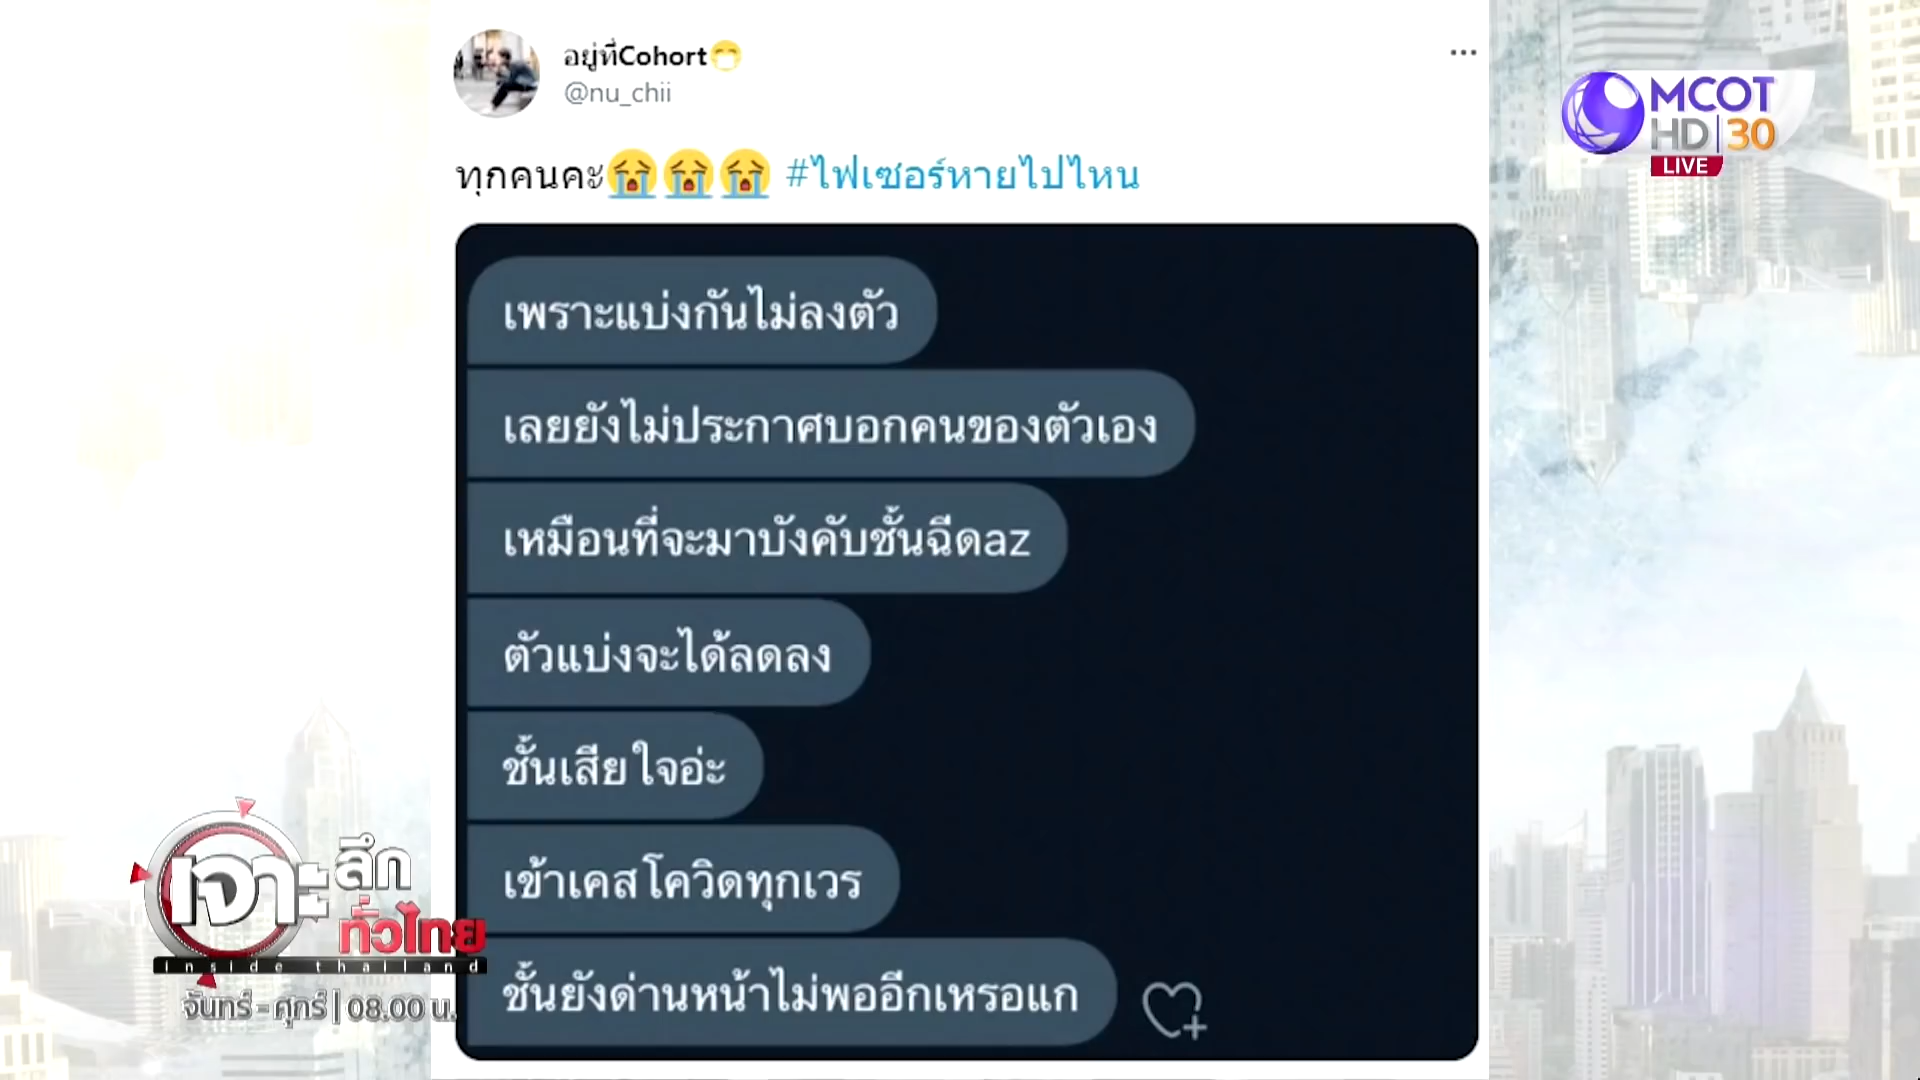 อยู่ที่Cohort😷
@nu_chii
ทุกคนคะ😭😭😭 #ไฟเซอร์หายไปไหน
เพราะแบ่งกันไม่ลงตัว
เลยยังไม่ประกาศบอกคนของตัวเอง
เหมือนที่จะมาบังคับชั้นฉีดaz
ตัวแบ่งจะได้ลดลง
ชั้นเสียใจอ่ะ
เข้าเคสโควิดทุกเวร
ชั้นยังด่านหน้าไม่พออีกเหรอแก
MCOT
HD 30
LIVE
เจาะลึก
ทั่วไทย
Inside thailand
จันทร์ - ศุกร์ | 08.00 น.